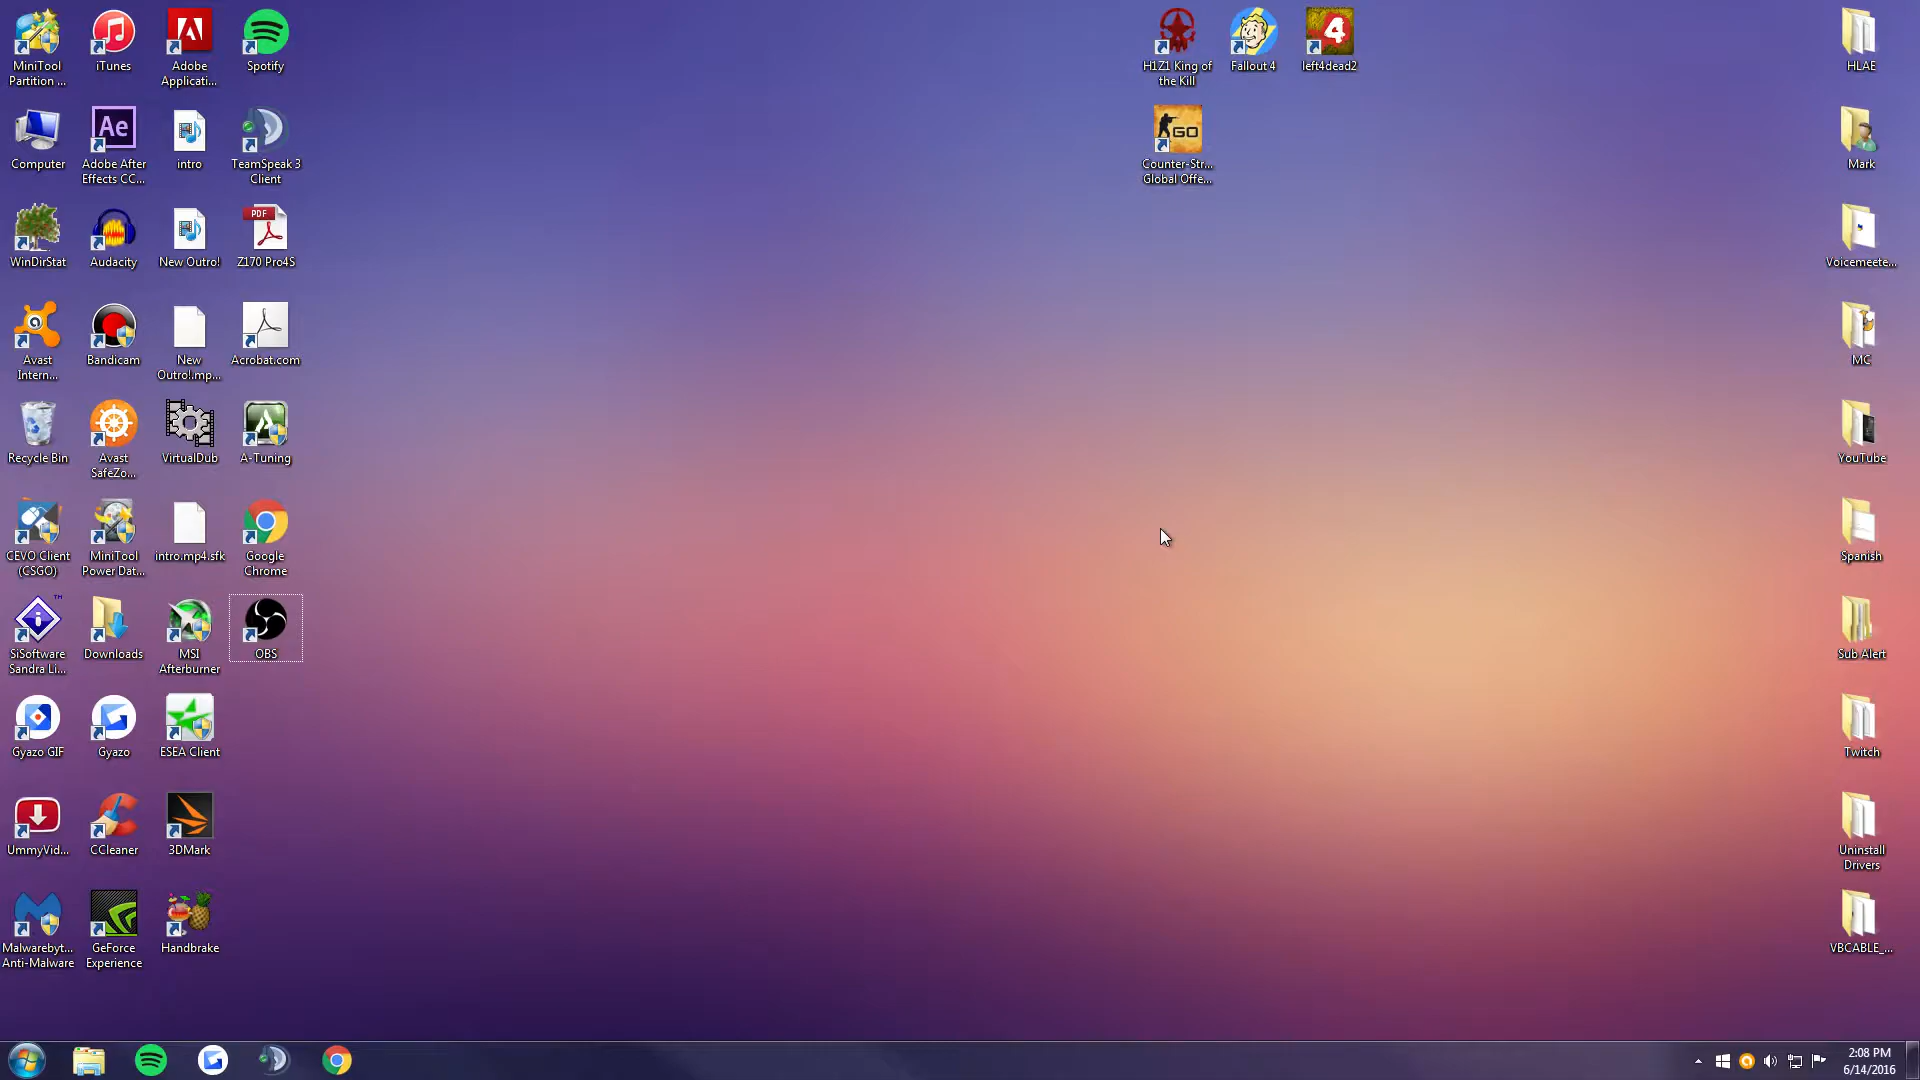 MiniTool
Partition ...
iTunes
Adobe
Applicati...
Spotify
H1Z1 King of
the Kill
Fallout 4
4
left4dead2
HLAE
Computer
Ae
Adobe After
Effects CC...
intro
TeamSpeak 3
Client
GO
Counter-Str...
Global Offe...
Mark
WinDirStat
Audacity
New Outro!
PDF
Z170 Pro4S
Voicemeete...
Avast
Intern...
Bandicam
New
Outro!.mp...
Acrobat.com
MC
Recycle Bin
Avast
SafeZo...
VirtualDub
A-Tuning
YouTube
CEVO Client
(CSGO)
MiniTool
Power Dat...
intro.mp4.sfk
Google
Chrome
Spanish
TM
SiSoftware
Sandra Li...
Downloads
MSI
Afterburner
OBS
Sub Alert
Gyazo GIF
Gyazo
ESEA Client
Twitch
UmmyVid...
CCleaner
3DMark
Uninstall
Drivers
Malwarebyt...
Anti-Malware
GeForce
Experience
Handbrake
VBCABLE_...
2:08 PM
6/14/2016